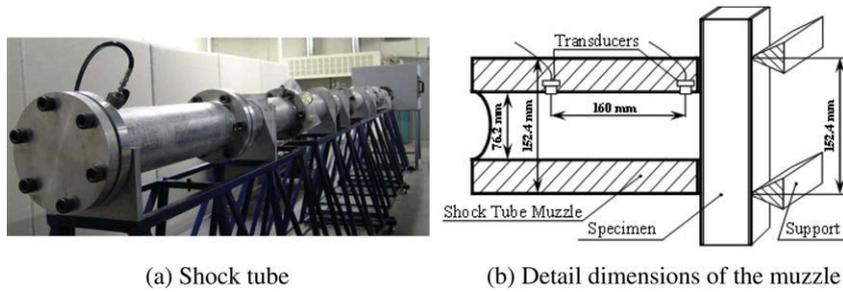 Transducers
160 mm
76.2 mm
152.4 mm
152.4 mm
Shock Tube Muzzle
Specimen
Support
(a) Shock tube
(b) Detail dimensions of the muzzle